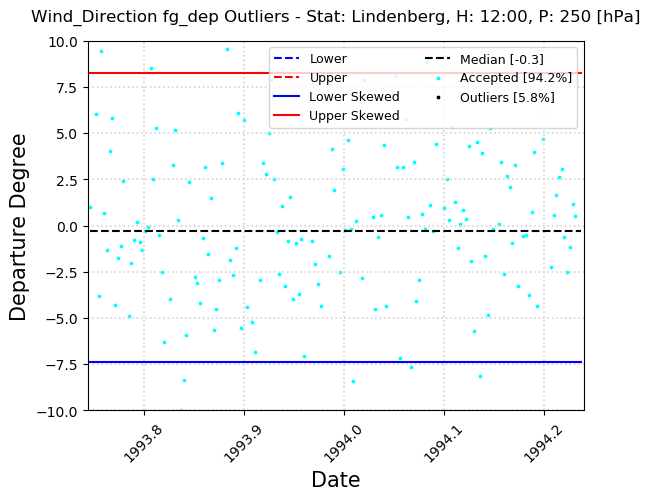 Wind_Direction fg_dep Outliers - Stat: Lindenberg, H: 12:00, P: 250 [hPa]
Departure Degree
10.0
7.5
5.0
2.5
0.0
−2.5
−5.0
−7.5
−10.0
Lower
Upper
Lower Skewed
Upper Skewed
Median [-0.3]
Accepted [94.2%]
Outliers [5.8%]
1993.8
1993.9
1994.0
1994.1
1994.2
Date